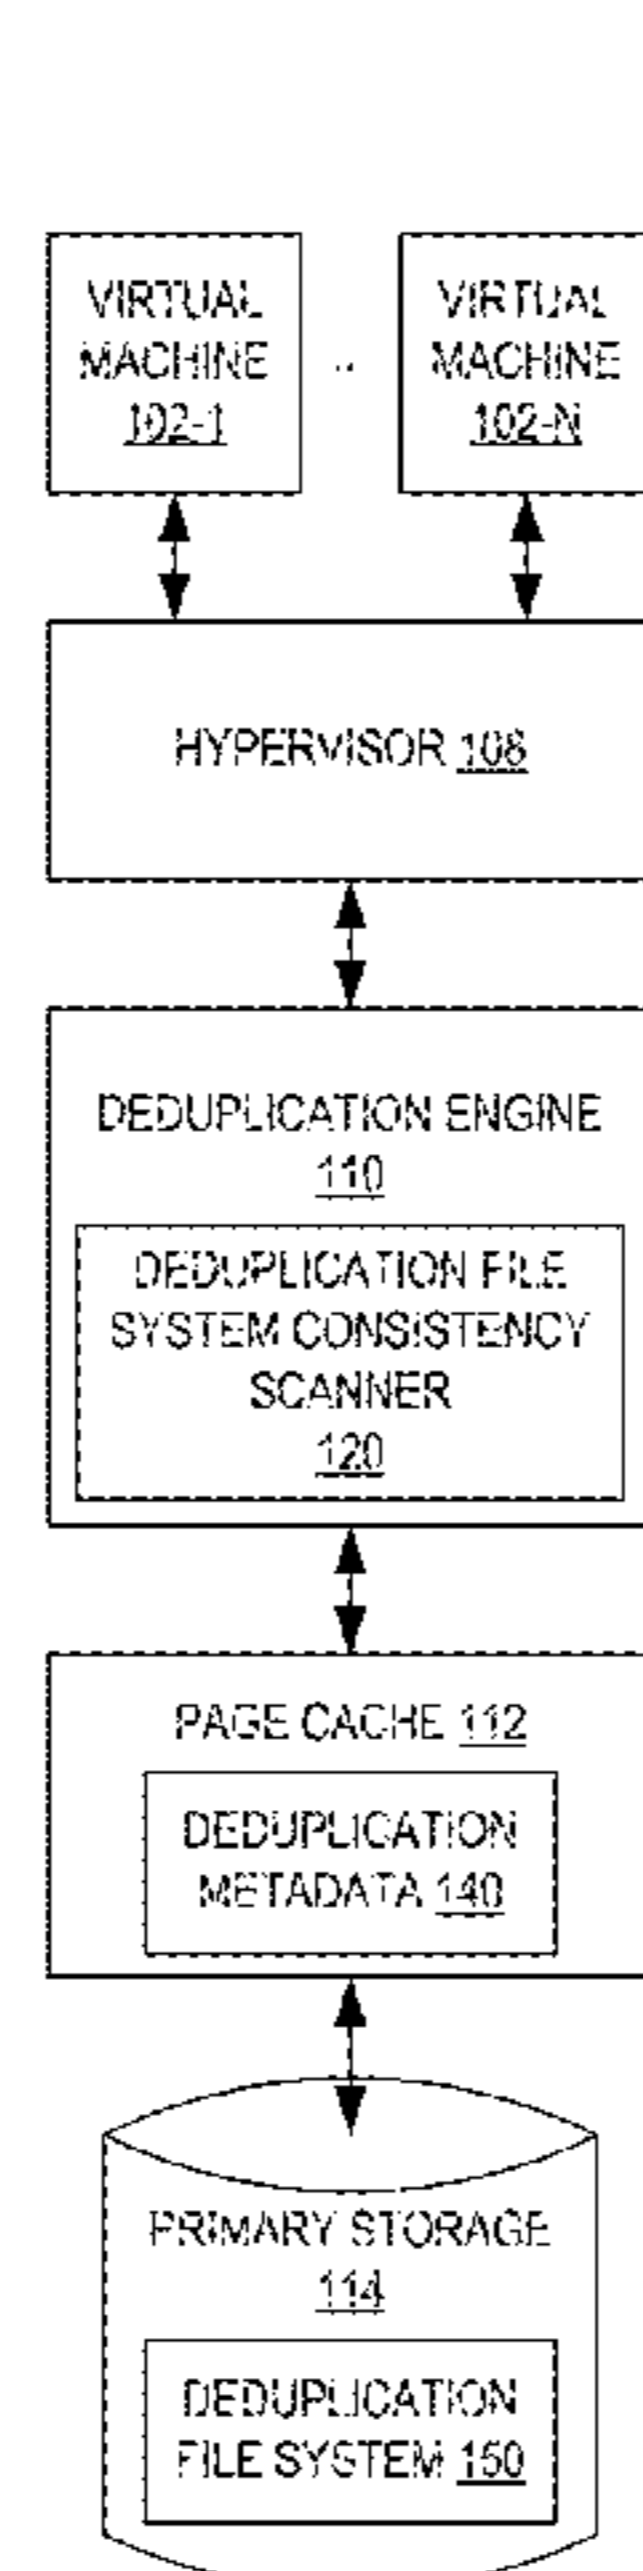 VIRTUAL
MACHINE
102-1
..
VIRTUAL
MACHINE
102-N
HYPERVISOR 108
DEDUPLICATION ENGINE
110
DEDUPLICATION FILE
SYSTEM CONSISTENCY
SCANNER
120
PAGE CACHE 112
DEDUPLICATION
METADATA 140
PRIMARY STORAGE
114
DEDUPLICATION
FILE SYSTEM 150